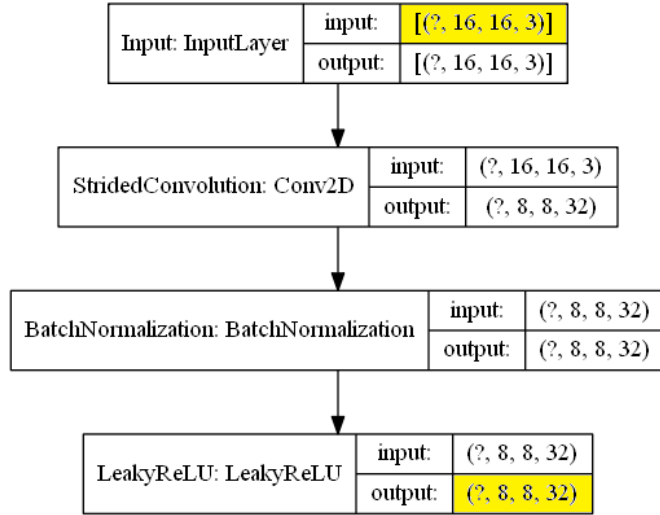 Input: InputLayer
input: [(?, 16, 16, 3)]
output: [(?, 16, 16, 3)]
StridedConvolution: Conv2D
input: (?, 16, 16, 3)
output: (?, 8, 8, 32)
BatchNormalization: BatchNormalization
input: (?, 8, 8, 32)
output: (?, 8, 8, 32)
LeakyReLU: LeakyReLU
input: (?, 8, 8, 32)
output: (?, 8, 8, 32)